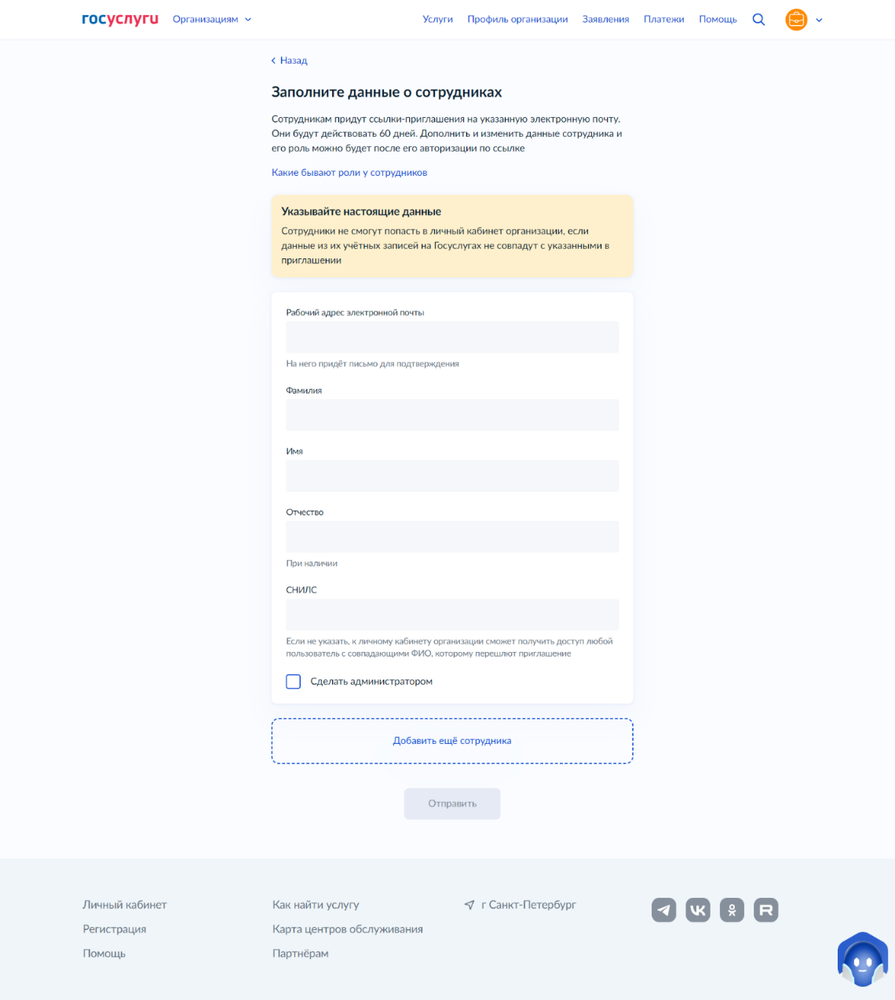 госуслуги Организациям Услуги Профиль организации Заявления Платежи Помощь
Назад
Заполните данные о сотрудниках
Сотрудникам придут ссылки-приглашения на указанную электронную почту.
Они будут действовать 60 дней. Дополнить и изменить данные сотрудника и
его роль можно будет после его авторизации по ссылке
Какие бывают роли у сотрудников
Указывайте настоящие данные
Сотрудники не смогут попасть в личный кабинет организации, если
данные из их учётных записей на Госуслугах не совпадут с указанными в
приглашении
Рабочий адрес электронной почты
На него придёт письмо для подтверждения
Фамилия
Имя
Отчество
При наличии
СНИЛС
Если не указать, к личному кабинету организации сможет получить доступ любой
пользователь с совпадающими ФИО, которому перешлют приглашение
Сделать администратором
Добавить ещё сотрудника
Отправить
Личный кабинет
Регистрация
Помощь
Как найти услугу
Карта центров обслуживания
Партнёрам
г Санкт-Петербург